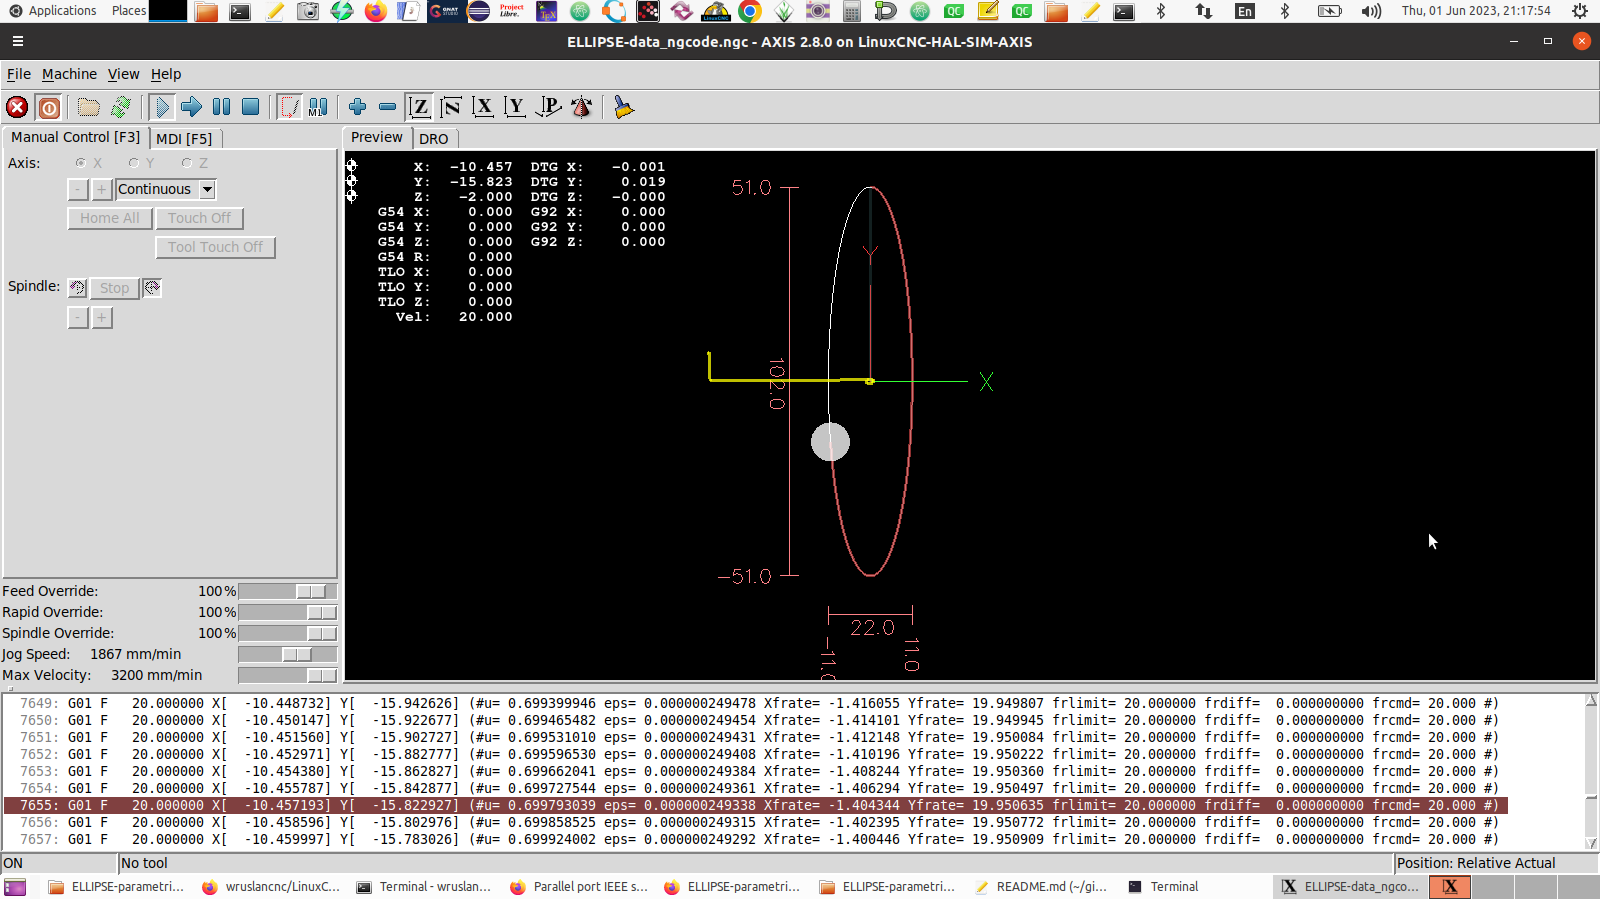 Applications Places En Thu, 01 Jun 2023, 21:17:54
ELLIPSE-data_ngcode.ngc - AXIS 2.8.0 on LinuxCNC-HAL-SIM-AXIS
File Machine View Help
Manual Control [F3] MDI [F5] Preview DRO
Axis: X Y Z
- + Continuous
Home All Touch Off
Tool Touch Off
Spindle: Stop
- +
X: -10.457 DTG X: -0.001
Y: -15.823 DTG Y: 0.019
Z: -2.000 DTG Z: -0.000
G54 X: 0.000 G92 X: 0.000
G54 Y: 0.000 G92 Y: 0.000
G54 Z: 0.000 G92 Z: 0.000
G54 R: 0.000
TLO X: 0.000
TLO Y: 0.000
TLO Z: 0.000
Vel: 20.000
51.0
Y
102.0
X
-51.0
22.0
-11.0 11.0
Feed Override: 100%
Rapid Override: 100%
Spindle Override: 100%
Jog Speed: 1867 mm/min
Max Velocity: 3200 mm/min
7649: G01 F 20.000000 X[ -10.448732] Y[ -15.942626] (#u= 0.699399946 eps= 0.000000249478 Xfrate= -1.416055 Yfrate= 19.949807 frlimit= 20.000000 frdiff= 0.000000000 frcmd= 20.000 #)
7650: G01 F 20.000000 X[ -10.450147] Y[ -15.922677] (#u= 0.699465482 eps= 0.000000249454 Xfrate= -1.414101 Yfrate= 19.949945 frlimit= 20.000000 frdiff= 0.000000000 frcmd= 20.000 #)
7651: G01 F 20.000000 X[ -10.451560] Y[ -15.902727] (#u= 0.699531010 eps= 0.000000249431 Xfrate= -1.412148 Yfrate= 19.950084 frlimit= 20.000000 frdiff= 0.000000000 frcmd= 20.000 #)
7652: G01 F 20.000000 X[ -10.452971] Y[ -15.882777] (#u= 0.699596530 eps= 0.000000249408 Xfrate= -1.410196 Yfrate= 19.950222 frlimit= 20.000000 frdiff= 0.000000000 frcmd= 20.000 #)
7653: G01 F 20.000000 X[ -10.454380] Y[ -15.862827] (#u= 0.699662041 eps= 0.000000249384 Xfrate= -1.408244 Yfrate= 19.950360 frlimit= 20.000000 frdiff= 0.000000000 frcmd= 20.000 #)
7654: G01 F 20.000000 X[ -10.455787] Y[ -15.842877] (#u= 0.699727544 eps= 0.000000249361 Xfrate= -1.406294 Yfrate= 19.950497 frlimit= 20.000000 frdiff= 0.000000000 frcmd= 20.000 #)
7655: G01 F 20.000000 X[ -10.457193] Y[ -15.822927] (#u= 0.699793039 eps= 0.000000249338 Xfrate= -1.404344 Yfrate= 19.950635 frlimit= 20.000000 frdiff= 0.000000000 frcmd= 20.000 #)
7656: G01 F 20.000000 X[ -10.458596] Y[ -15.802976] (#u= 0.699858525 eps= 0.000000249315 Xfrate= -1.402395 Yfrate= 19.950772 frlimit= 20.000000 frdiff= 0.000000000 frcmd= 20.000 #)
7657: G01 F 20.000000 X[ -10.459997] Y[ -15.783026] (#u= 0.699924002 eps= 0.000000249292 Xfrate= -1.400446 Yfrate= 19.950909 frlimit= 20.000000 frdiff= 0.000000000 frcmd= 20.000 #)
ON No tool Position: Relative Actual
ELLIPSE-parametri... wruslancnc/LinuxC... Terminal - wruslan... Parallel port IEEE s... ELLIPSE-parametri... ELLIPSE-parametri... README.md (~/gi... Terminal ELLIPSE-data_ngco...